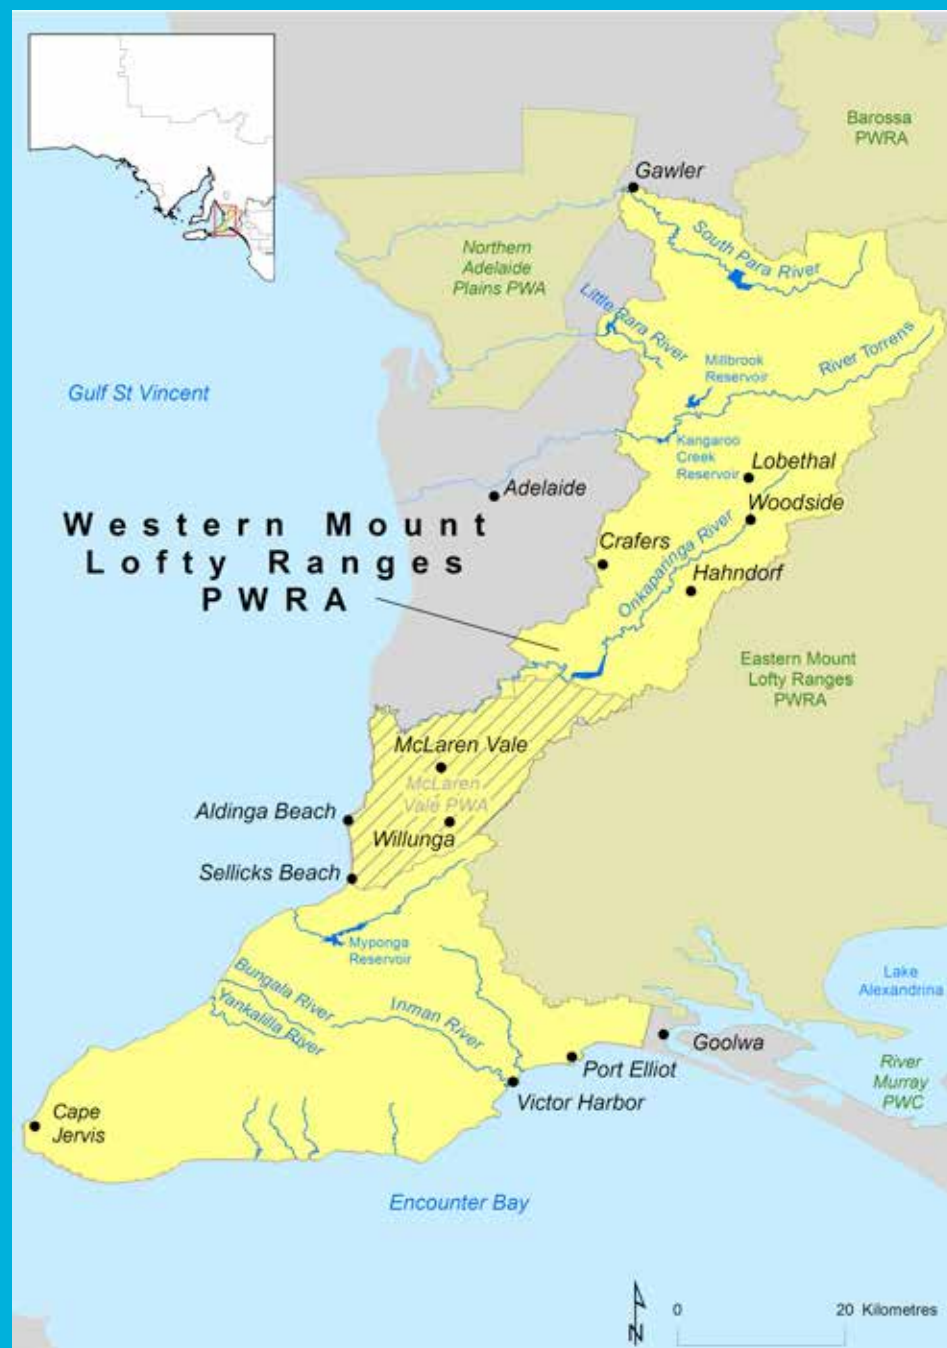 Barossa
PWRA
Gawler
South Para River
Northern
Adelaide
Plains PWA
Little Para River
Millbrook
Reservoir
River Torrens
Gulf St Vincent
Kangaroo
Creek
Reservoir
Lobethal
Adelaide
Woodside
Western Mount
Lofty Ranges
PWRA
Crafers
Onkaparinga River
Hahndorf
Eastern Mount
Lofty Ranges
PWRA
McLaren Vale
McLaren
Vale PWA
Aldinga Beach
Willunga
Sellicks Beach
Myponga
Reservoir
Lake
Alexandrina
Bungala River
Yankalilla River
Inman River
Goolwa
Port Elliot
River
Murray
PWC
Victor Harbor
Cape
Jervis
Encounter Bay
N
0 20 Kilometres